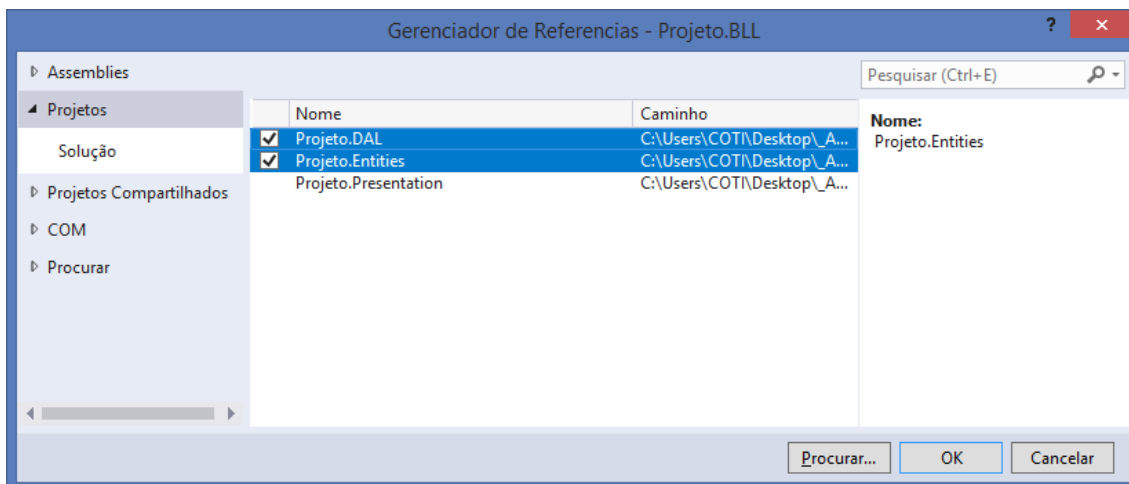 Gerenciador de Referencias - Projeto.BLL
?
Assemblies
Projetos
Solução
Projetos Compartilhados
COM
Procurar
Nome Caminho
Projeto.DAL C:\Users\COTI\Desktop\_A...
Projeto.Entities C:\Users\COTI\Desktop\_A...
Projeto.Presentation C:\Users\COTI\Desktop\_A...
Pesquisar (Ctrl+E)
Nome:
Projeto.Entities
Procurar... OK Cancelar